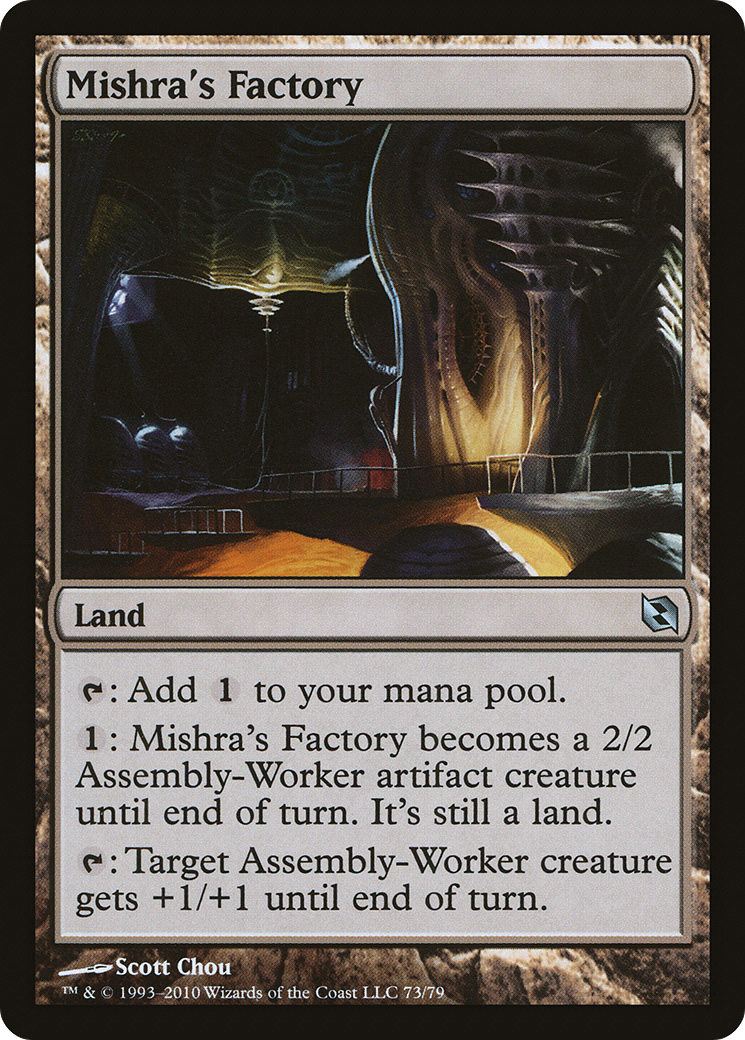 Mishra's Factory
Land
: Add 1 to your mana pool.
1: Mishra's Factory becomes a 2/2
Assembly-Worker artifact creature
until end of turn. It's still a land.
: Target Assembly-Worker creature
gets +1/+1 until end of turn.
Scott Chou
™ & © 1993–2010 Wizards of the Coast LLC 73/79